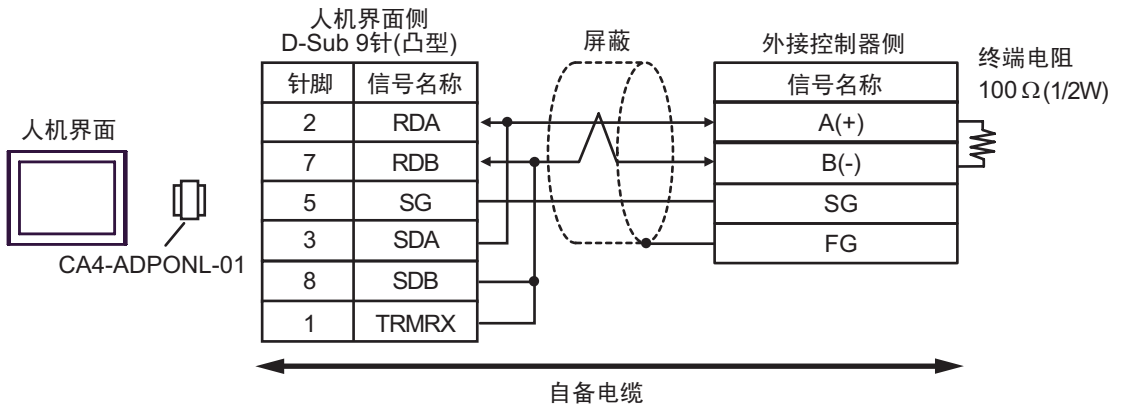 人机界面侧
D-Sub 9针(凸型)
屏蔽
外接控制器侧
终端电阻
100Ω(1/2W)
针脚 信号名称
信号名称
人机界面
2 RDA
A(+)
7 RDB
B(-)
5 SG
SG
3 SDA
FG
CA4-ADPONL-01
8 SDB
1 TRMRX
自备电缆